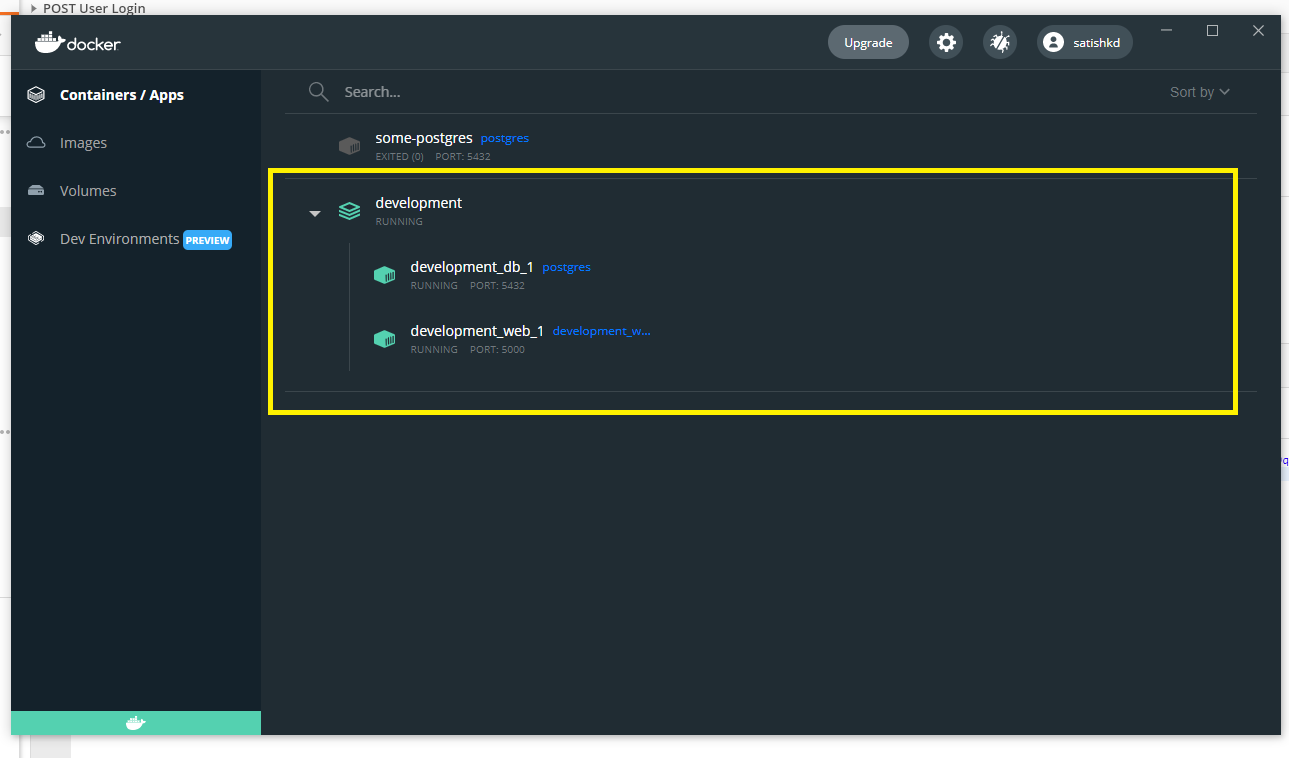 POST User Login
docker
Upgrade
satishkd
Containers / Apps
Images
Volumes
Dev Environments PREVIEW
Search...
Sort by
some-postgres postgres
EXITED (0) PORT: 5432
development
RUNNING
development_db_1 postgres
RUNNING PORT: 5432
development_web_1 development_w...
RUNNING PORT: 5000